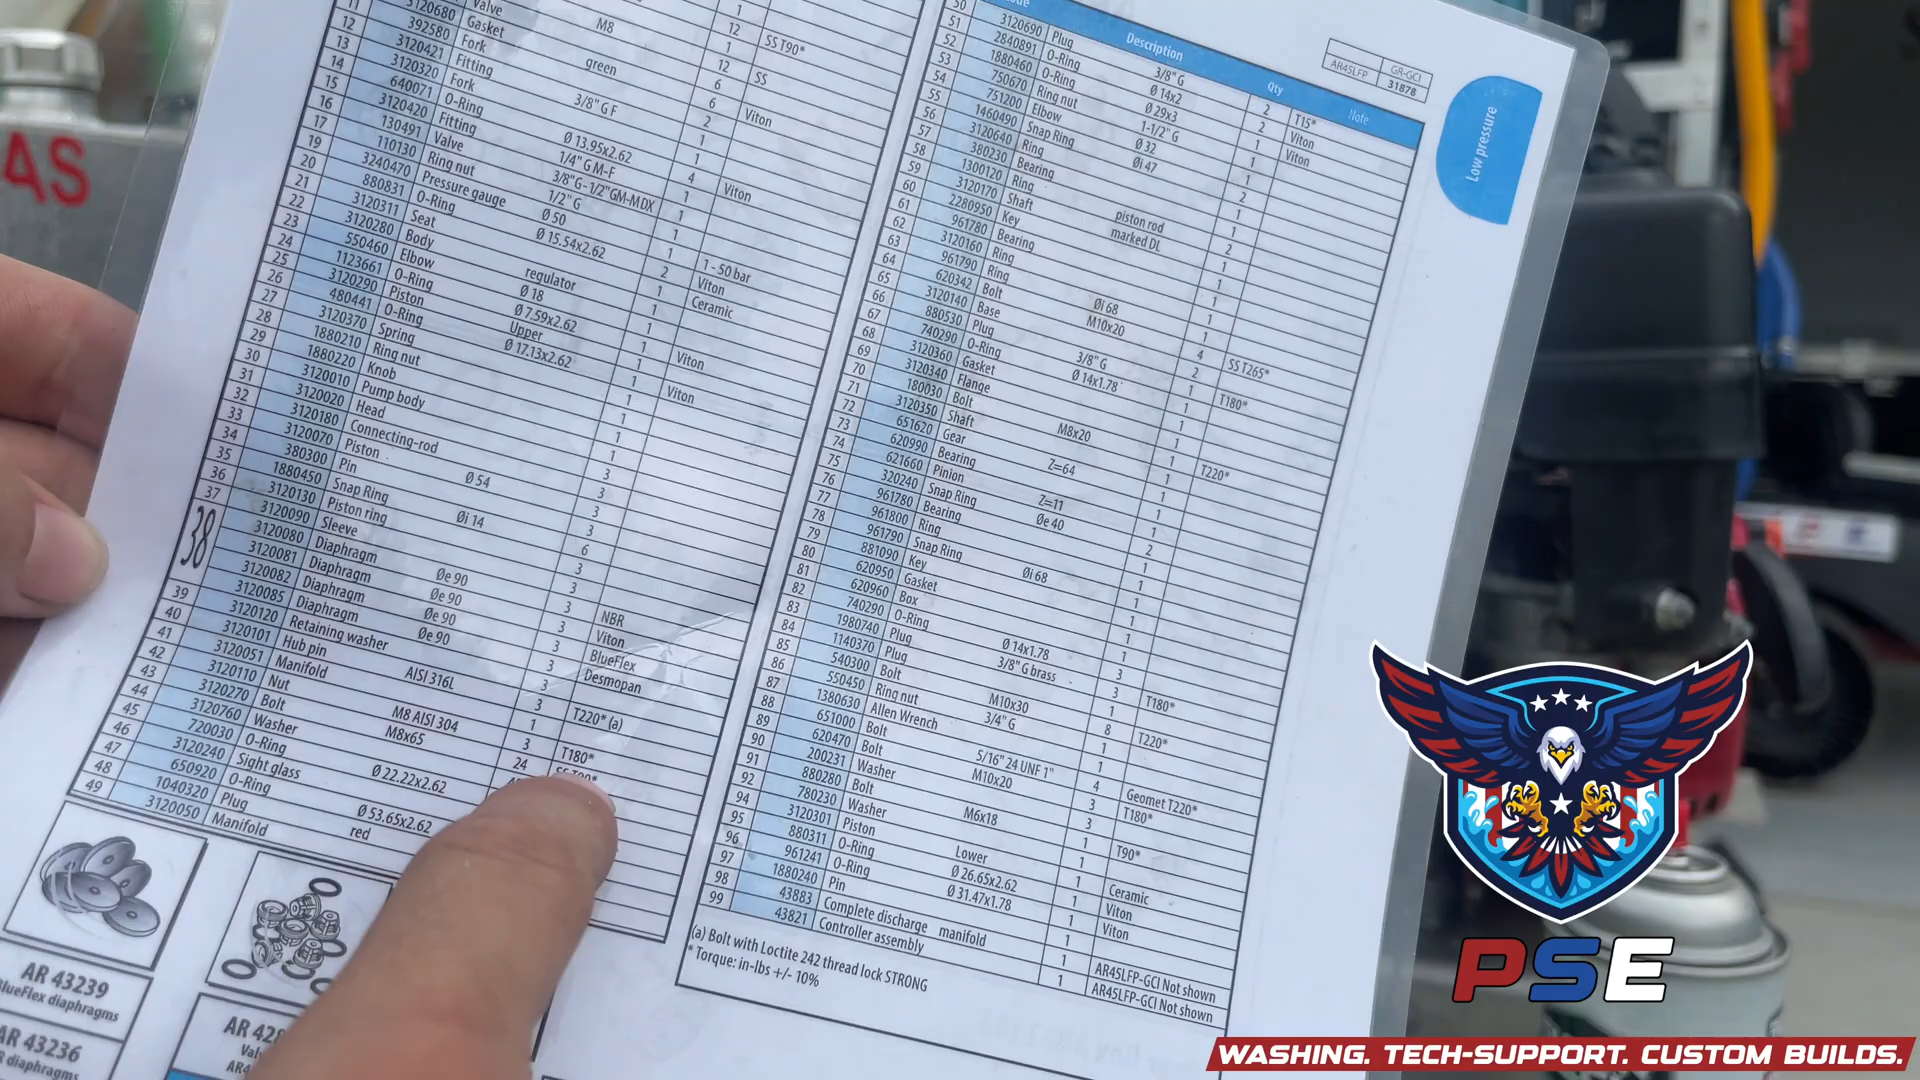 Valve M8
3120680 Gasket green 6 Viton
11 392580 Fork 2
12 3120421 Fitting 3/8" G F 1
13 3120320 Fork 1
14 640071 O-Ring Ø 13.95x2.62 4 Viton
15 3120420 Fitting 1/4" G M-F 1
16 130491 Valve 3/8"G-1/2"GM-MDX 1
17 110130 Ring nut 1/2" G 1
19 3240470 Pressure gauge Ø 50 1 1 - 50 bar
20 880831 O-Ring Ø 15.54x2.62 2 Viton
21 3120311 Seat 1 Ceramic
22 3120280 Body regulator 1
23 550460 Elbow Ø 18 1
24 1123661 O-Ring Ø 7.59x2.62 1 Viton
25 3120290 Piston Upper 1
26 480441 O-Ring Ø 17.13x2.62 1 Viton
27 3120370 Spring 1
28 1880210 Ring nut 1
29 1880220 Knob 1
30 3120010 Pump body 1
31 3120020 Head 3
32 3120180 Connecting-rod 3
33 3120070 Piston Ø 54 3
34 380300 Pin 3
35 1880450 Snap Ring Øi 14 6
36 3120130 Piston ring 3
37 3120090 Sleeve 3
38 3120080 Diaphragm Øe 90 3 NBR
3120081 Diaphragm Øe 90 3 Viton
3120082 Diaphragm Øe 90 3 BlueFlex
3120085 Diaphragm Øe 90 3 Desmopan
39 3120120 Retaining washer
40 3120101 Hub pin AISI 316L 3 T220* (a)
41 3120051 Manifold 1
42 3120110 Nut M8 AISI 304 3 T180*
43 3120270 Bolt M8x65 24
44 3120760 Washer
45 720030 O-Ring Ø 22.22x2.62
46 3120240 Sight glass
47 650920 O-Ring Ø 53.65x2.62
48 1040320 Plug red
49 3120050 Manifold
AR 43239
BlueFlex diaphragms
AR 43236
diaphragms
Description Qty Note
50 3120690 Plug 3/8" G 2 T15*
51 2840891 O-Ring Ø 14x2 2 Viton
52 1880460 O-Ring Ø 29x3 1 Viton
53 750670 Ring nut 1-1/2" G 1
54 751200 Elbow Ø 32 1
55 1460490 Snap Ring Øi 47 2
56 3120640 Ring 1
57 380230 Bearing 1
58 1300120 Ring piston rod 2
59 3120170 Shaft marked DL 1
60 2280950 Key 1
61 961780 Bearing 1
62 3120160 Ring 1
63 961790 Ring Øi 68 1
64 620342 Bolt M10x20 4 SS T265*
65 3120140 Base 2
66 880530 Plug 3/8" G 1 T180*
67 740290 O-Ring Ø 14x1.78 1
68 3120360 Gasket 1
69 3120340 Flange 1
70 180030 Bolt M8x20 1 T220*
71 3120350 Shaft 1
72 651620 Gear Z=64 1
73 620990 Bearing 1
74 621660 Pinion Z=11 1
75 320240 Snap Ring Øe 40 2
76 961780 Bearing 1
77 961800 Ring 1
78 961790 Snap Ring Øi 68 1
79 881090 Key 1
80 620950 Gasket 1
81 620960 Box 1
82 740290 O-Ring Ø 14x1.78 3
83 1980740 Plug 3/8"G brass 3 T180*
84 1140370 Plug 1
85 540300 Bolt M10x30 8 T220*
86 550450 Ring nut 3/4" G 1
87 1380630 Allen Wrench 1
88 651000 Bolt 5/16" 24 UNF 1" 4 Geomet T220*
89 620470 Bolt M10x20 3 T180*
90 200231 Washer 3
91 880280 Bolt M6x18 1 T90*
92 780230 Washer 1
94 3120301 Piston Lower 1 Ceramic
95 880311 O-Ring Ø 26.65x2.62 1 Viton
96 961241 O-Ring Ø 31.47x1.78 1 Viton
97 1880240 Pin 1
98 43883 Complete discharge manifold 1 AR45LFP-GCI Not shown
99 43821 Controller assembly 1 AR45LFP-GCI Not shown
(a) Bolt with Loctite 242 thread lock STRONG
* Torque: in-lbs +/- 10%
GR-GCI
AR45LFP 31878
Low pressure
4S
PSE
WASHING. TECH-SUPPORT. CUSTOM BUILDS.